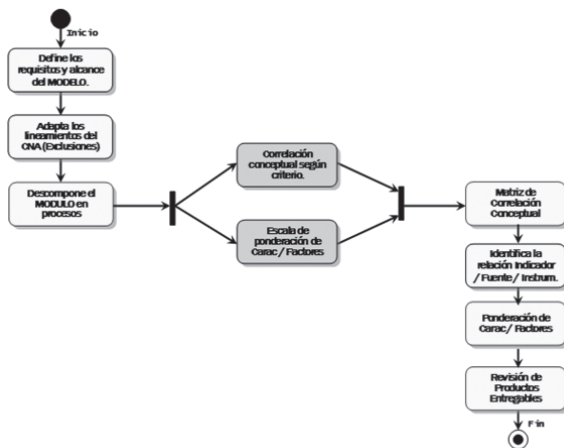 Inicio
Define los
requisitos y alcance
del MODELO.
Adapta los
lineamientos del
CNA (Exclusiones)
Descompone el
MODULO en
procesos
Correlación
conceptual según
criterio.
Escala de
ponderación de
Carac / Factores
Matriz de
Correlación
Conceptual
Identifica la
relación Indicador
/ Fuente / Instrum.
Ponderación de
Carac / Factores
Revisión de
Productos
Entregables
Fin